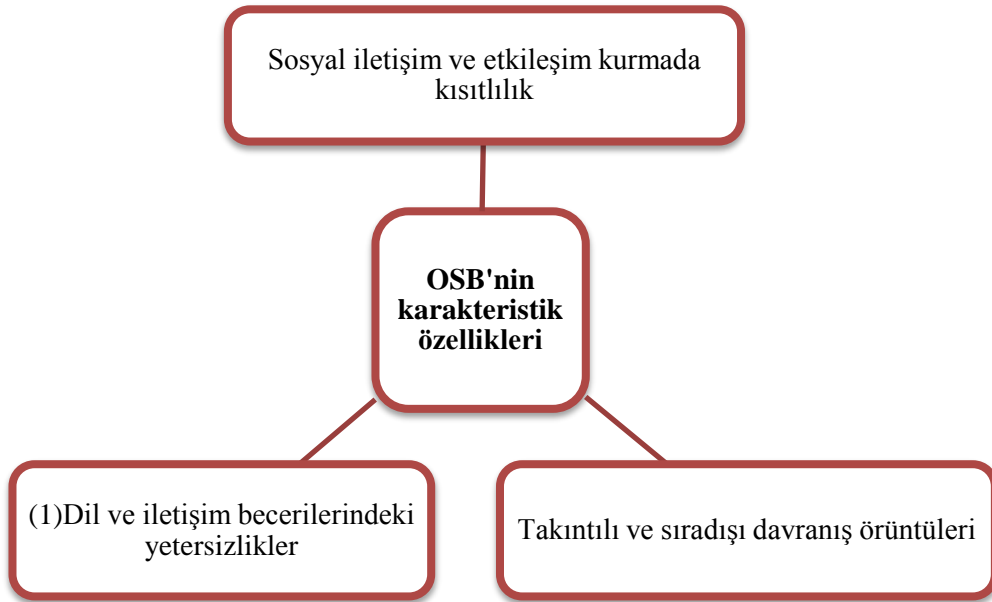 Sosyal iletişim ve etkileşim kurmada
kısıtlılık
OSB'nin
karakteristik
özellikleri
(1)Dil ve iletişim becerilerindeki
yetersizlikler
Takıntılı ve sıradışı davranış örüntüleri